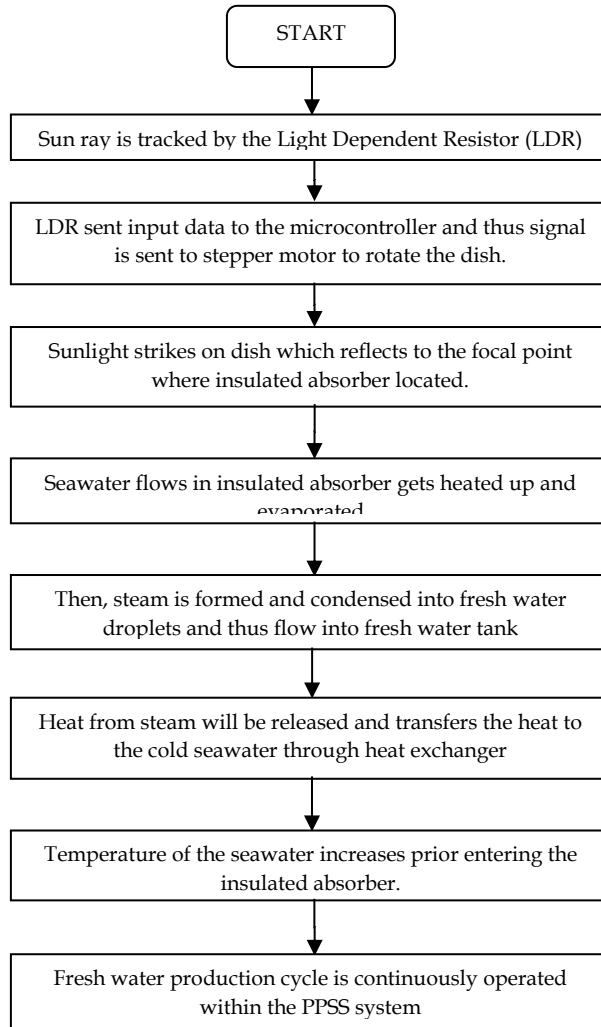 START
Sun ray is tracked by the Light Dependent Resistor (LDR)
LDR sent input data to the microcontroller and thus signal
is sent to stepper motor to rotate the dish.
Sunlight strikes on dish which reflects to the focal point
where insulated absorber located.
Seawater flows in insulated absorber gets heated up and
evaporated
Then, steam is formed and condensed into fresh water
droplets and thus flow into fresh water tank
Heat from steam will be released and transfers the heat to
the cold seawater through heat exchanger
Temperature of the seawater increases prior entering the
insulated absorber.
Fresh water production cycle is continuously operated
within the PPSS system